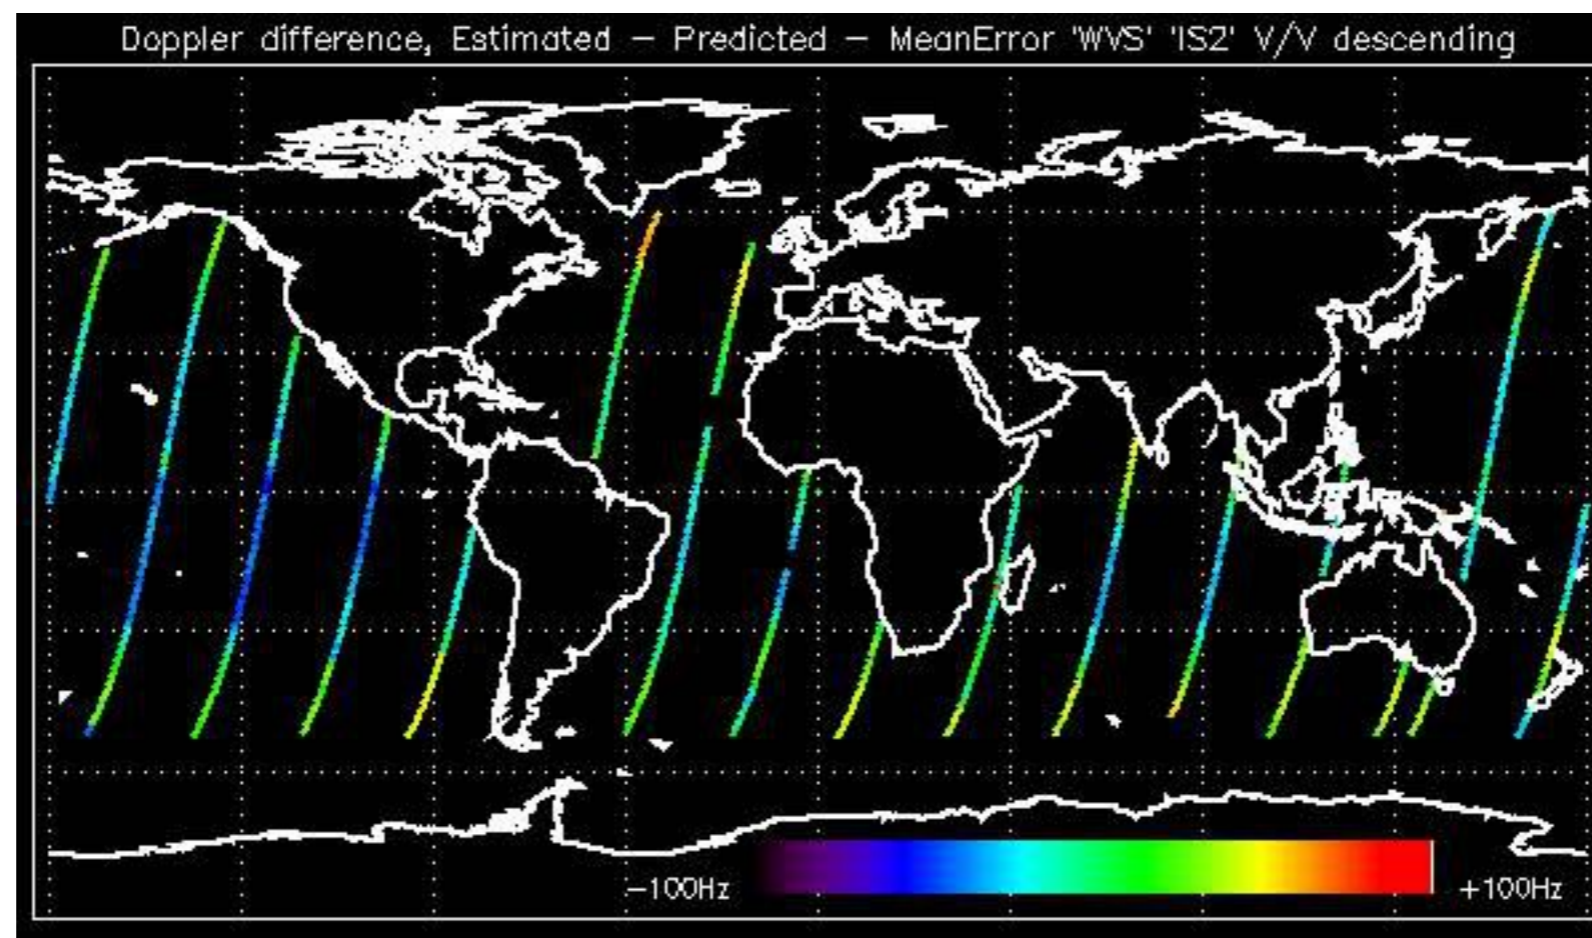 Doppler difference, Estimated − Predicted − MeanError 'WVS' 'IS2' V/V descending
−100Hz +100Hz